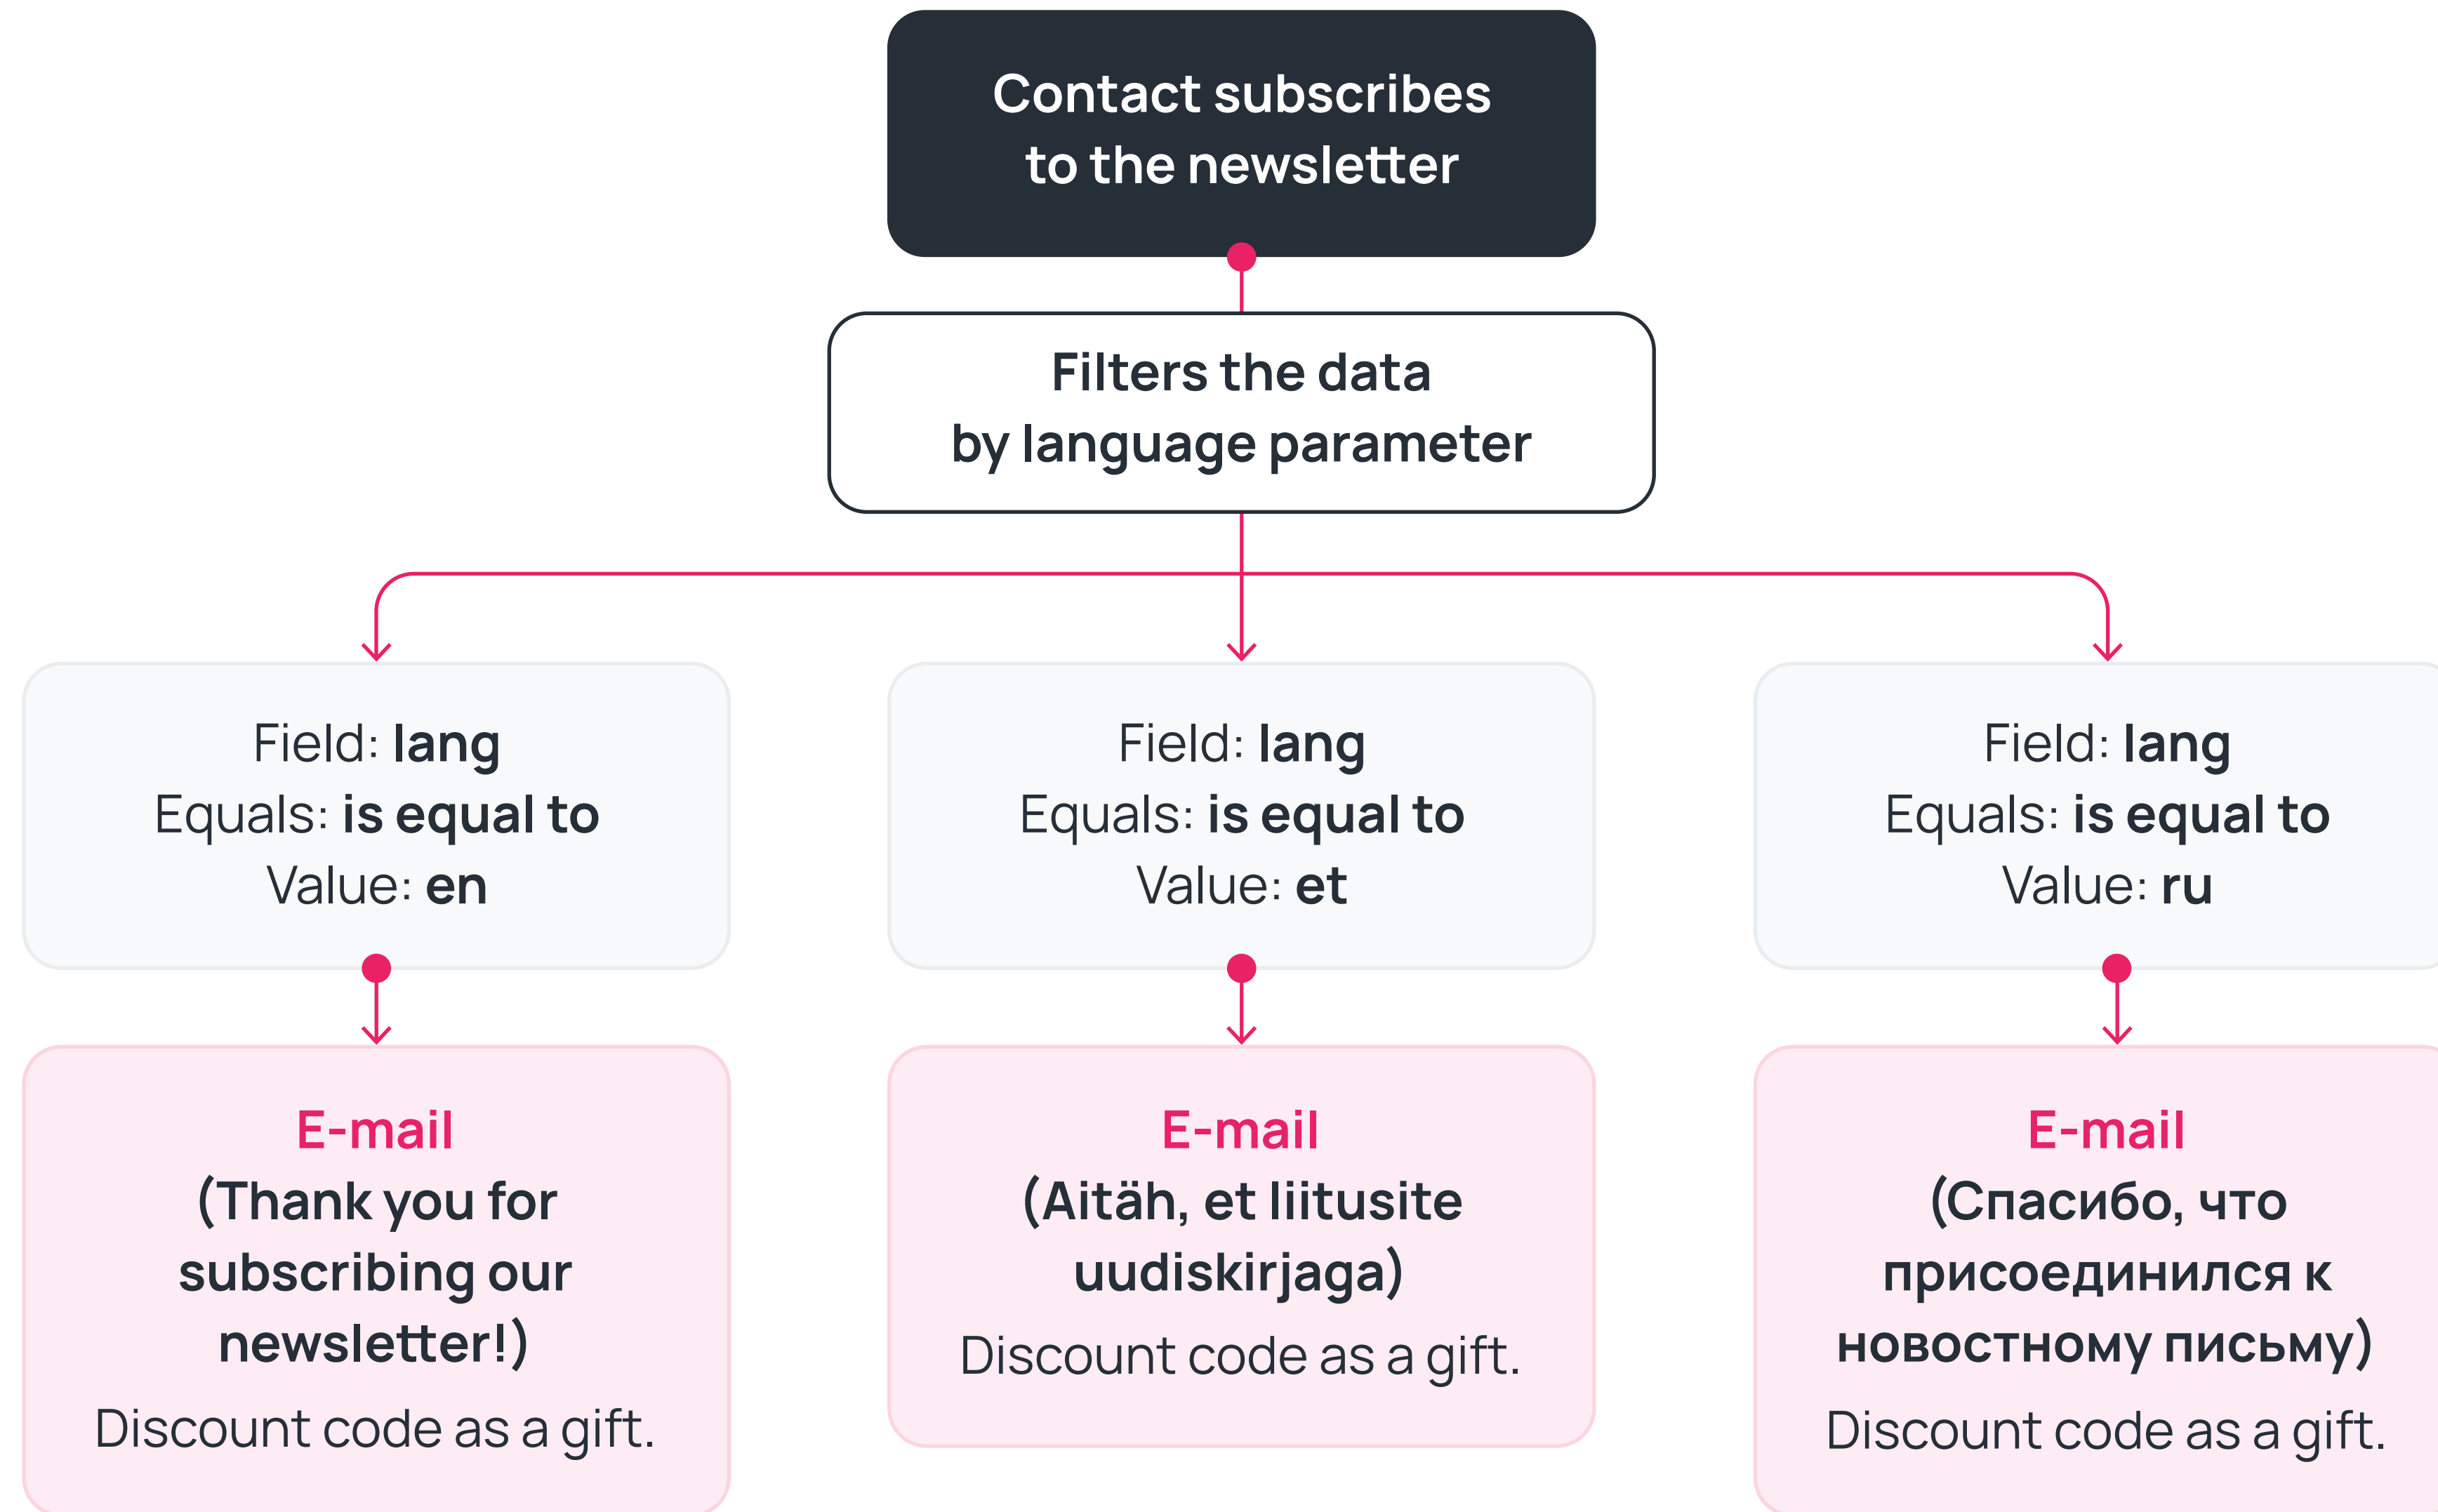 Contact subscribes
to the newsletter
Filters the data
by language parameter
Field: lang
Equals: is equal to
Value: en
Field: lang
Equals: is equal to
Value: et
Field: lang
Equals: is equal to
Value: ru
E-mail
(Thank you for
subscribing our
newsletter!)
Discount code as a gift.
E-mail
(Aitäh, et liitusite
uudiskirjaga)
Discount code as a gift.
E-mail
(Спасибо, что
присоединился к
новостному письму)
Discount code as a gift.